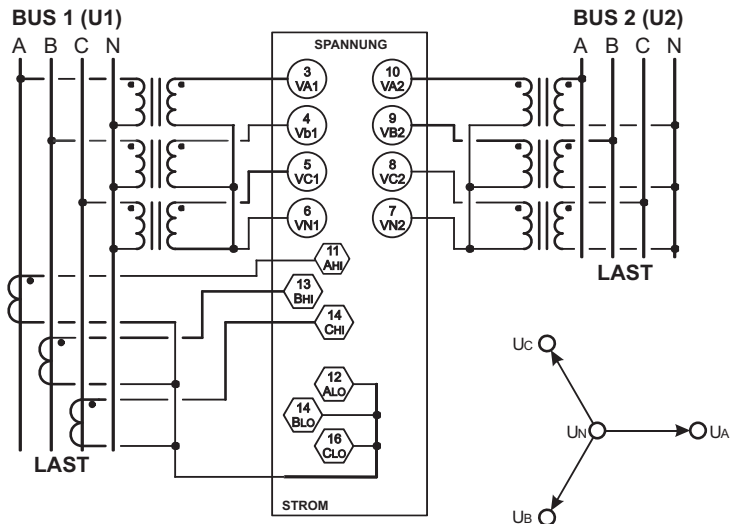 BUS 1 (U1)
BUS 2 (U2)
A B C N
SPANNUNG
A B C N
3
VA1
10
VA2
4
Vb1
9
VB2
5
VC1
8
VC2
6
VN1
7
VN2
11
AHI
13
BHI
14
CHI
LAST
12
ALO
14
BLO
16
CLO
LAST
STROM
UC
UN
UA
UB